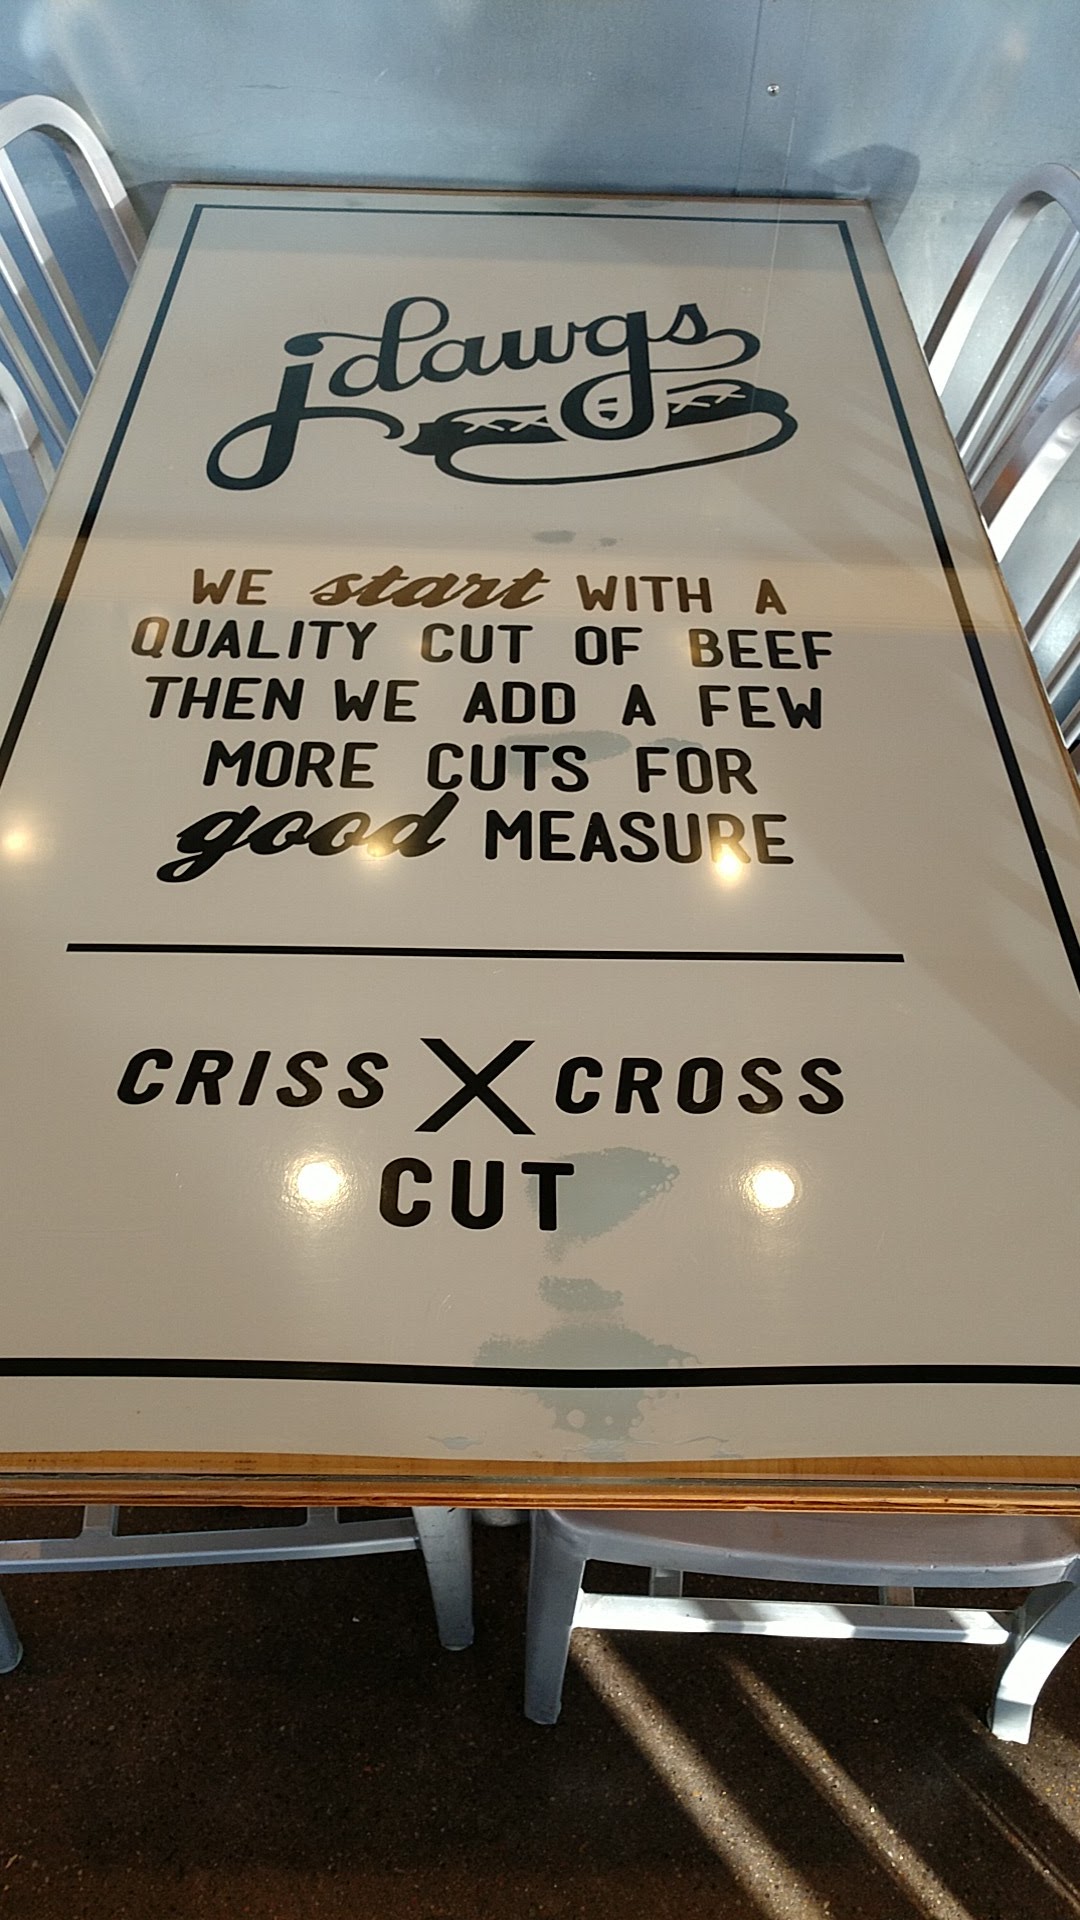 jdawgs
WE start WITH A
QUALITY CUT OF BEEF
THEN WE ADD A FEW
MORE CUTS FOR
good MEASURE
CRISS X CROSS
CUT